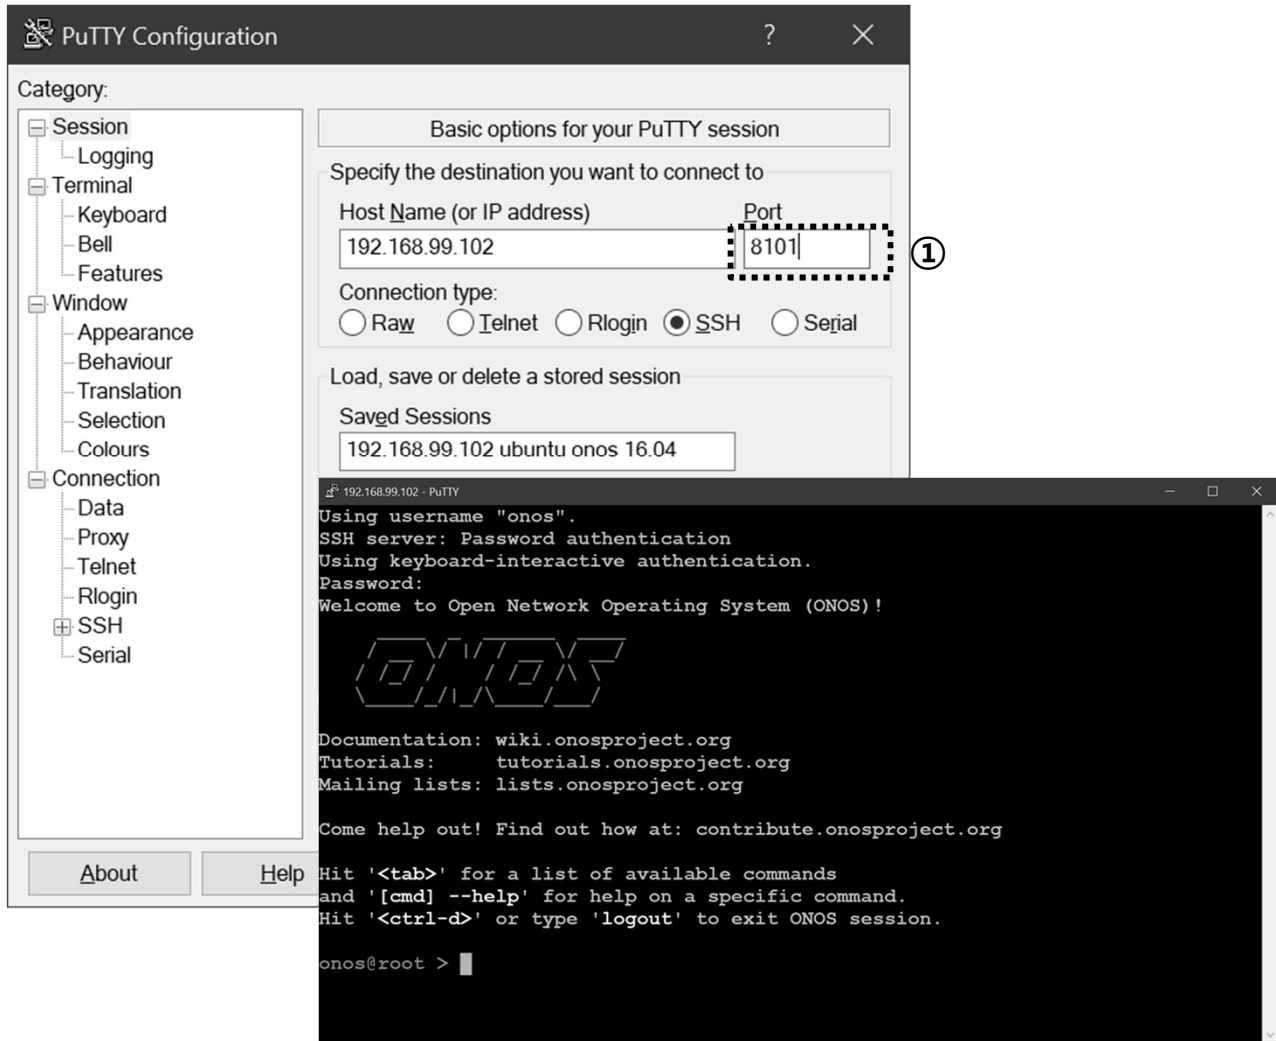 PuTTY Configuration ? ×
Category:
Session
Logging
Terminal
Keyboard
Bell
Features
Window
Appearance
Behaviour
Translation
Selection
Colours
Connection
Data
Proxy
Telnet
Rlogin
SSH
Serial
About Help
Basic options for your PuTTY session
Specify the destination you want to connect to
Host Name (or IP address) Port
192.168.99.102 8101
①
Connection type:
Raw Telnet Rlogin SSH Serial
Load, save or delete a stored session
Saved Sessions
192.168.99.102 ubuntu onos 16.04
192.168.99.102 - PuTTY
Using username "onos".
SSH server: Password authentication
Using keyboard-interactive authentication.
Password:
Welcome to Open Network Operating System (ONOS)!
ONOS
Documentation: wiki.onosproject.org
Tutorials: tutorials.onosproject.org
Mailing lists: lists.onosproject.org
Come help out! Find out how at: contribute.onosproject.org
Hit '<tab>' for a list of available commands
and '[cmd] --help' for help on a specific command.
Hit '<ctrl-d>' or type 'logout' to exit ONOS session.
onos@root >